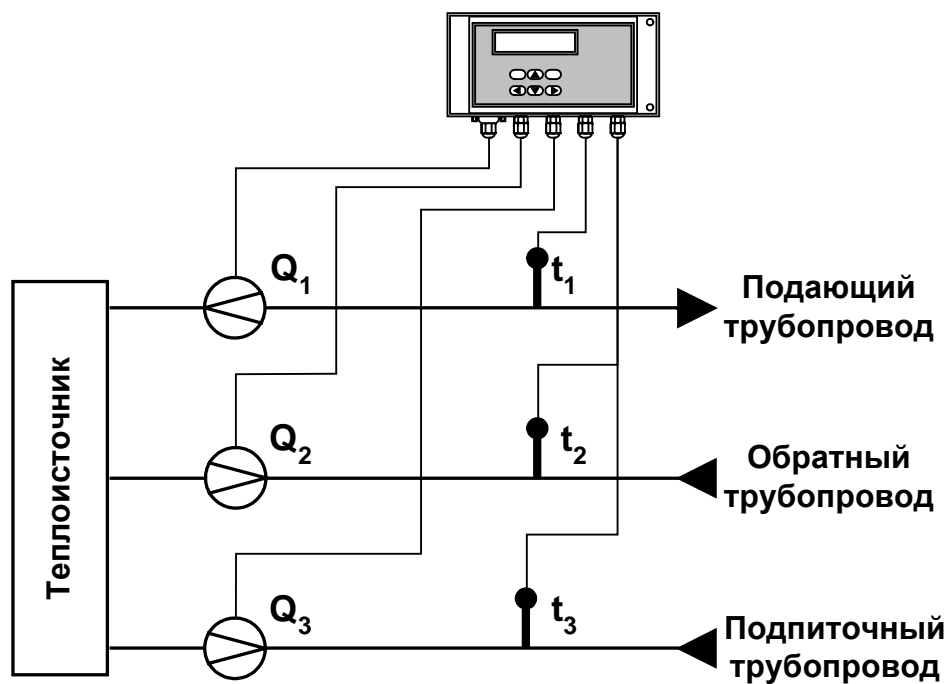 Q1
t1
Подающий
трубопровод
Теплоисточник
Q2
t2
Обратный
трубопровод
Q3
t3
Подпиточный
трубопровод